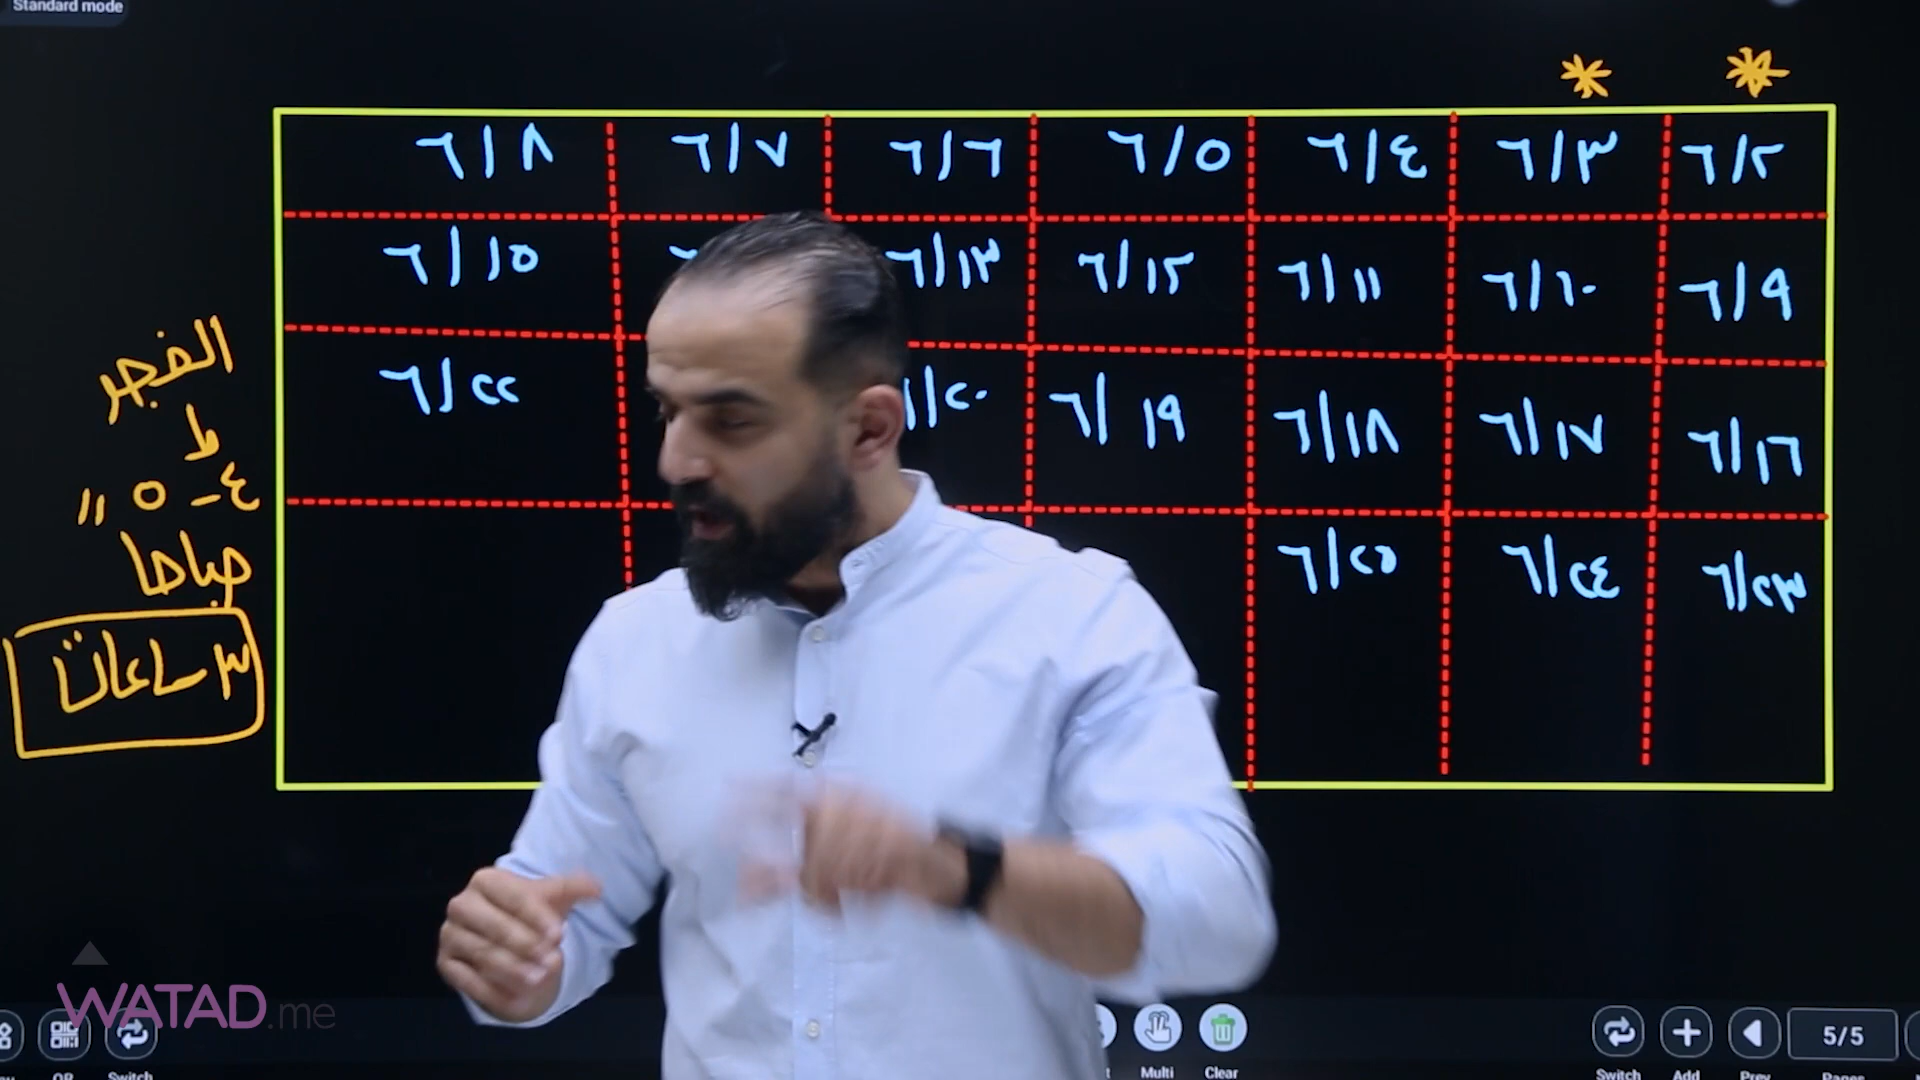 Standard mode
* *
٦/٢ ٦/٣ ٦/٤ ٦/٥ ٦/٦ ٦/٧ ٦/٨
٦/٩ ٦/١٠ ٦/١١ ٦/١٢ ٦/١٣ ٦/١٥
٦/١٦ ٦/١٧ ٦/١٨ ٦/١٩ /٢٠ ٦/٢٢
٦/٢٣ ٦/٢٤ ٦/٢٥
الفجر
ط
٤ - ٥ "
صباحا
٣ ساعات
WATAD.me
QR Switch
Multi Clear
Switch Add Prev 5/5 Pages